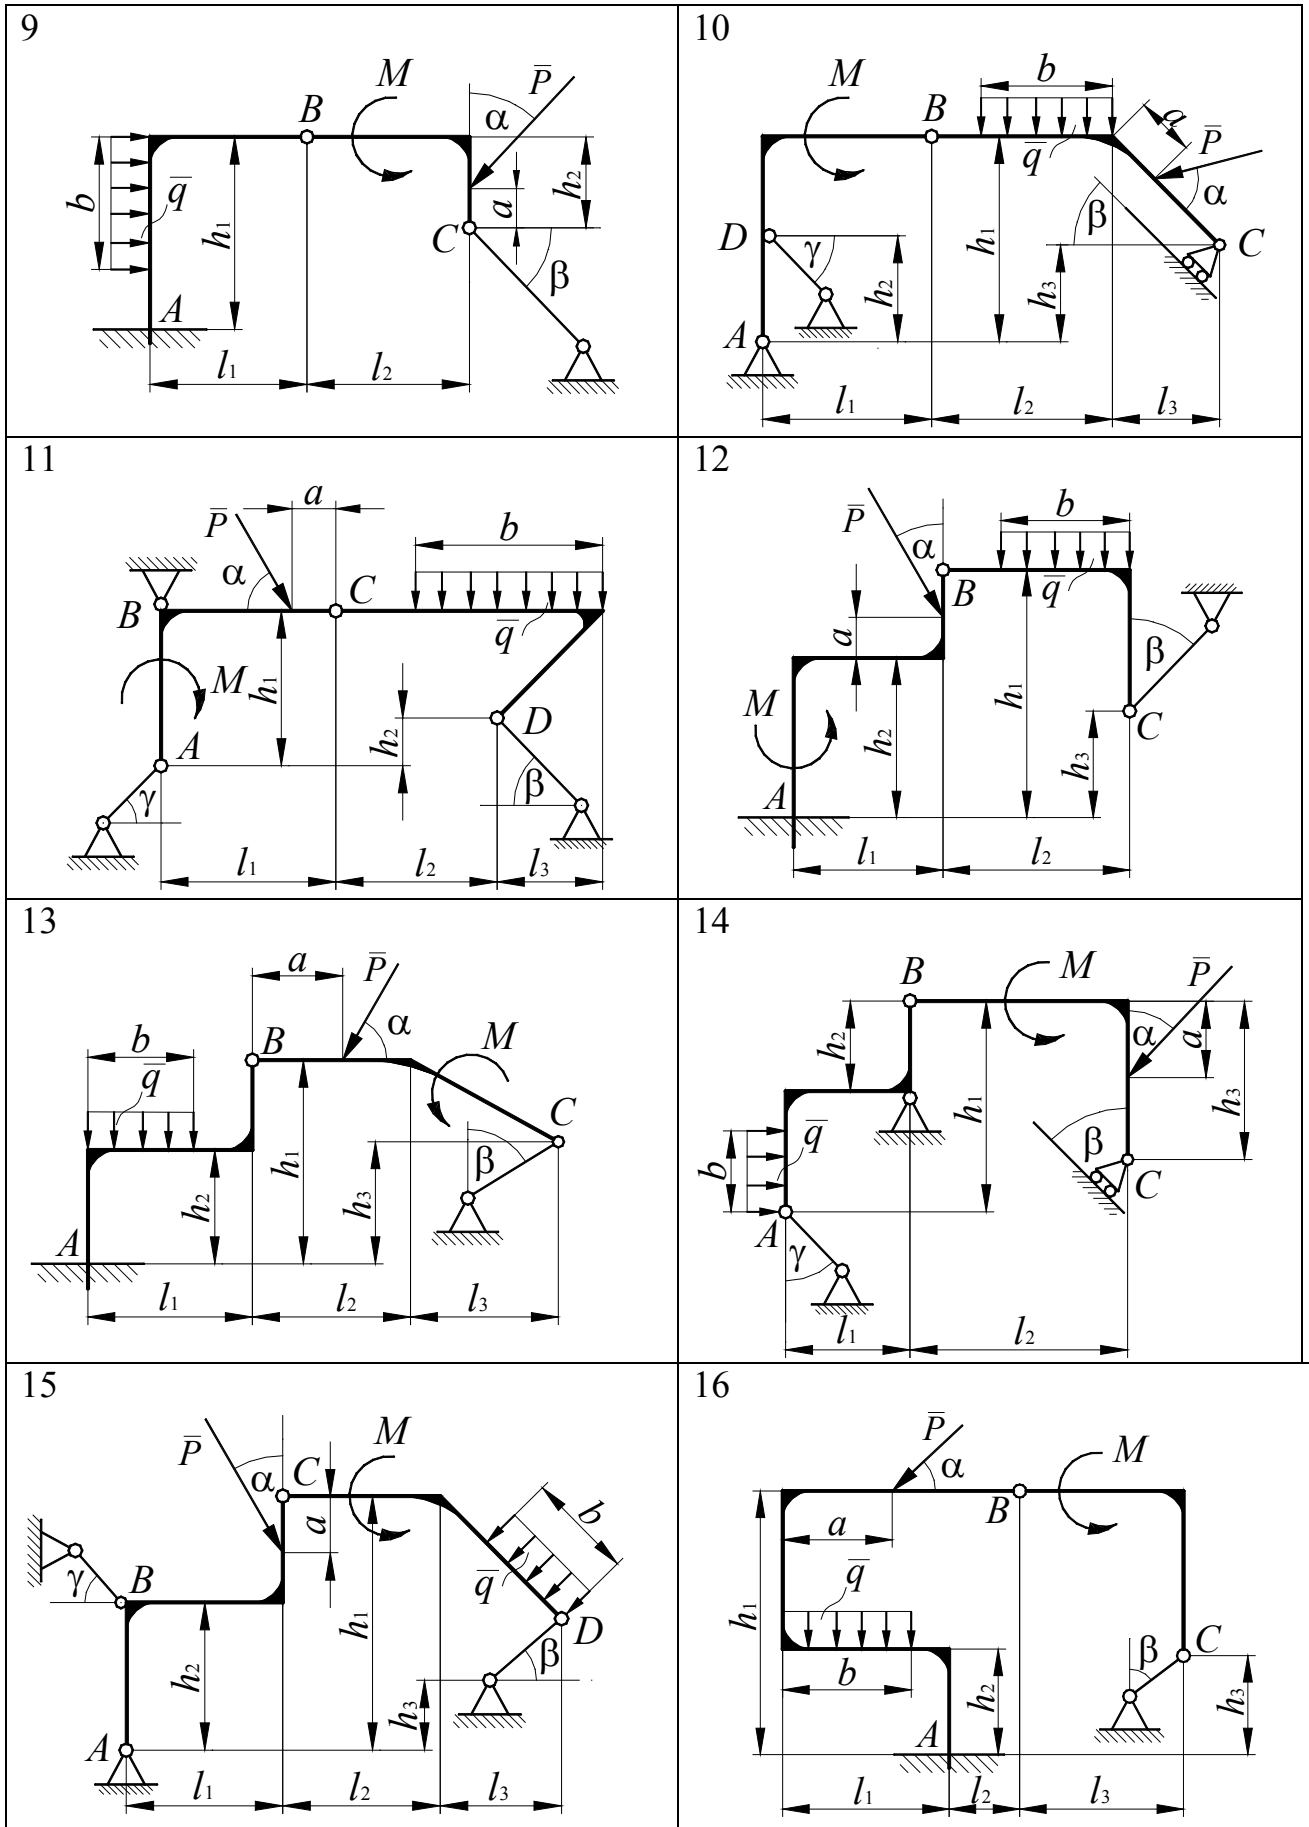 9
M
B
P̅
α
b
q̅
h₁
h₂
a
C
β
A
l₁
l₂
10
M
B
b
q̅
a
P̅
α
D
γ
h₁
h₂
β
h₃
C
A
l₁
l₂
l₃
11
a
P̅
b
α
C
B
q̅
M
h₁
D
h₂
A
γ
β
l₁
l₂
l₃
12
P̅
b
α
B
q̅
a
β
M
h₂
h₁
C
h₃
A
l₁
l₂
13
a
P̅
b
B
α
M
q̅
C
h₁
β
h₂
h₃
A
l₁
l₂
l₃
14
B
M
P̅
h₂
α
a
h₁
h₃
q̅
b
β
C
A
γ
l₁
l₂
15
P̅
M
α
C
a
b
q̅
γ
B
h₁
D
h₂
β
h₃
A
l₁
l₂
l₃
16
P̅
α
M
B
a
h₁
q̅
b
β
C
h₂
h₃
A
l₁
l₂
l₃